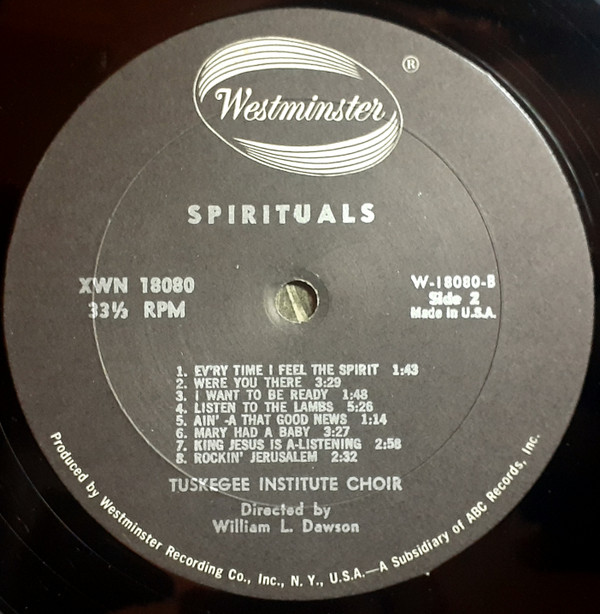 Westminster
®
SPIRITUALS
XWN 18080
33⅓ RPM
W-18080-B
Side 2
Made in U.S.A.
1. EV'RY TIME I FEEL THE SPIRIT 1:43
2. WERE YOU THERE 3:29
3. I WANT TO BE READY 1:48
4. LISTEN TO THE LAMBS 5:26
5. AIN' -A THAT GOOD NEWS 1:14
6. MARY HAD A BABY 3:27
7. KING JESUS IS A-LISTENING 2:58
8. ROCKIN' JERUSALEM 2:32
TUSKEGEE INSTITUTE CHOIR
Directed by
William L. Dawson
Produced by Westminster Recording Co., Inc., N. Y., U.S.A.—A Subsidiary of ABC Records, Inc.